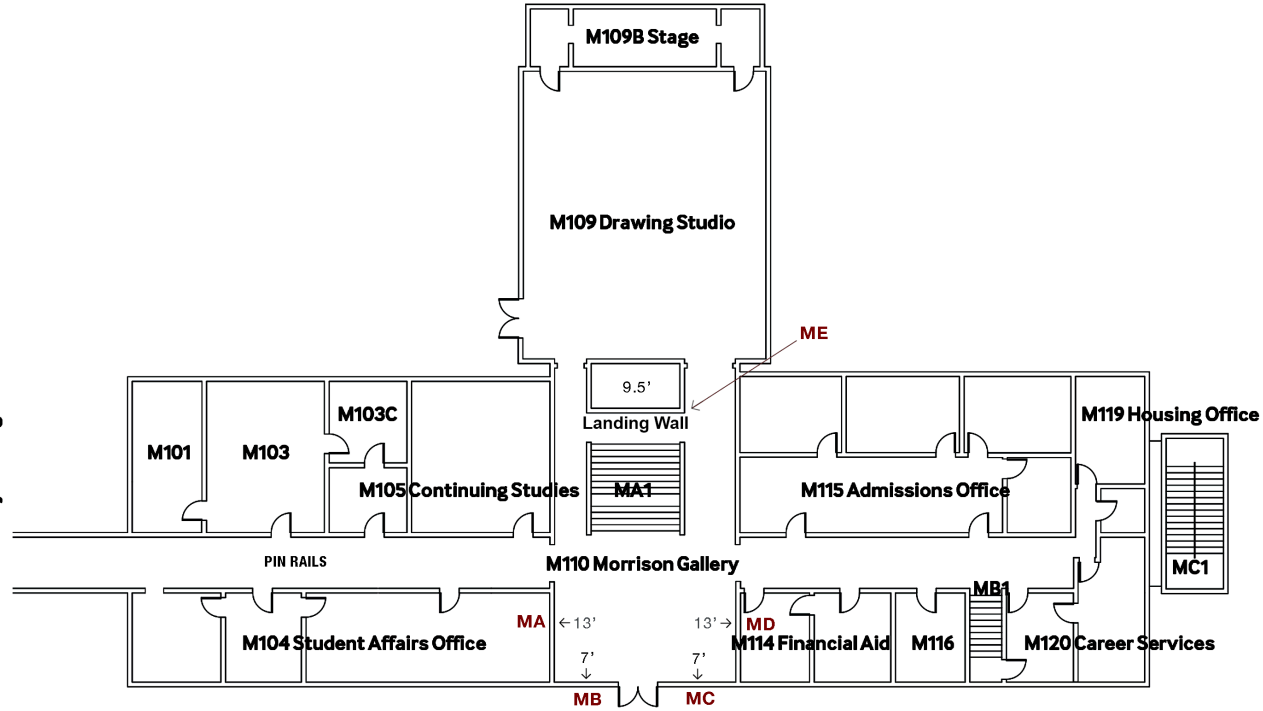 M109B Stage
M109 Drawing Studio
ME
9.5’
Landing Wall
M103C
M119 Housing Office
M101
M103
M105 Continuing Studies
MA1
M115 Admissions Office
PIN RAILS
M110 Morrison Gallery
MC1
MB1
MA
←13’
13’→
MD
M104 Student Affairs Office
M114 Financial Aid
M116
M120 Career Services
7’
7’
MB
MC